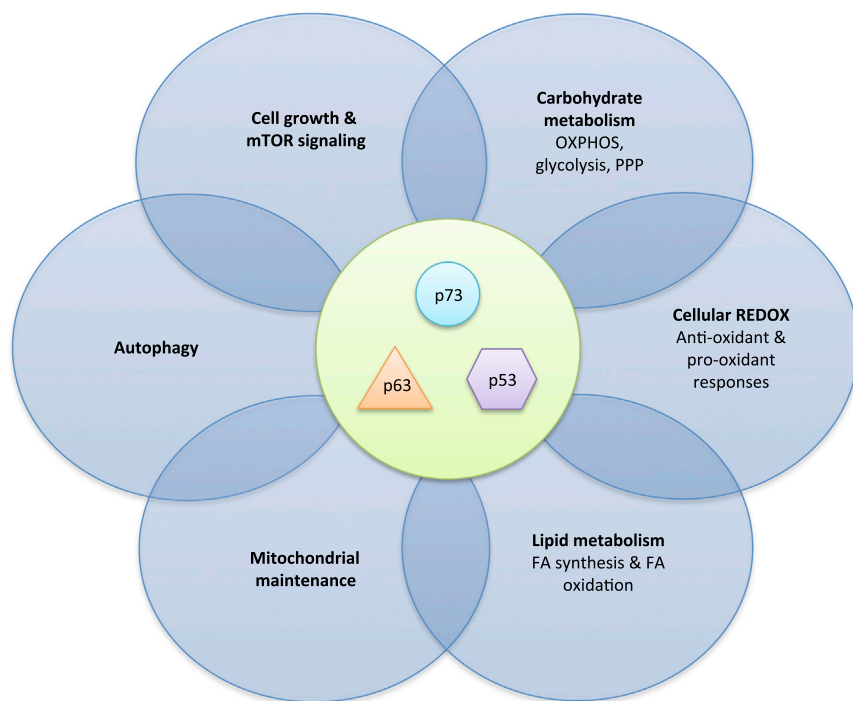 Cell growth &
mTOR signaling
Carbohydrate
metabolism
OXPHOS,
glycolysis, PPP
Autophagy
p73
p63
p53
Cellular REDOX
Anti-oxidant &
pro-oxidant
responses
Mitochondrial
maintenance
Lipid metabolism
FA synthesis & FA
oxidation